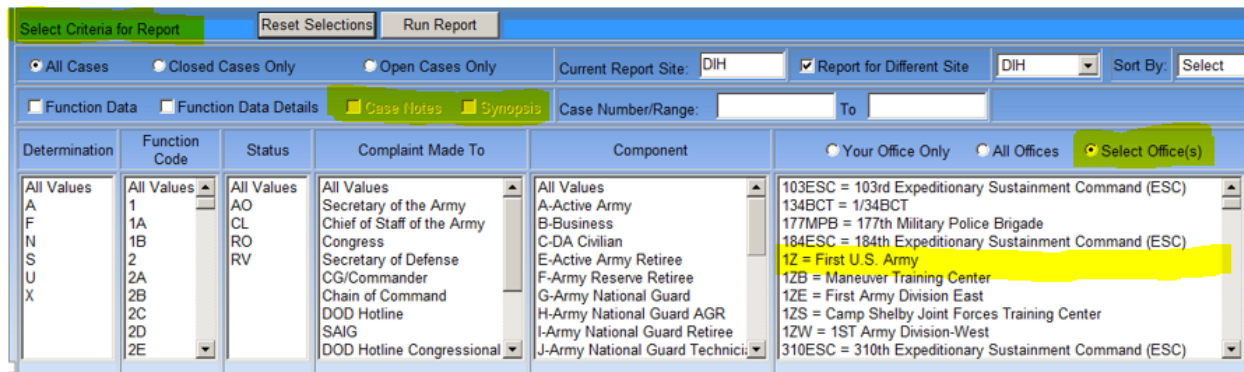 Select Criteria for Report Reset Selections Run Report
All Cases Closed Cases Only Open Cases Only Current Report Site: DIH Report for Different Site DIH Sort By: Select
Function Data Function Data Details Case Notes Synopsis Case Number/Range: To
Determination Function Code Status Complaint Made To Component Your Office Only All Offices Select Office(s)
All Values All Values All Values All Values All Values 103ESC = 103rd Expeditionary Sustainment Command (ESC)
A 1 AO Secretary of the Army A-Active Army 134BCT = 1/34BCT
F 1A CL Chief of Staff of the Army B-Business 177MPB = 177th Military Police Brigade
N 1B RO Congress C-DA Civilian 184ESC = 184th Expeditionary Sustainment Command (ESC)
S 2 RV Secretary of Defense E-Active Army Retiree 1Z = First U.S. Army
U 2A CG/Commander F-Army Reserve Retiree 1ZB = Maneuver Training Center
X 2B Chain of Command G-Army National Guard 1ZE = First Army Division East
2C DOD Hotline H-Army National Guard AGR 1ZS = Camp Shelby Joint Forces Training Center
2D SAIG I-Army National Guard Retiree 1ZW = 1ST Army Division-West
2E DOD Hotline Congressional J-Army National Guard Technici 310ESC = 310th Expeditionary Sustainment Command (ESC)